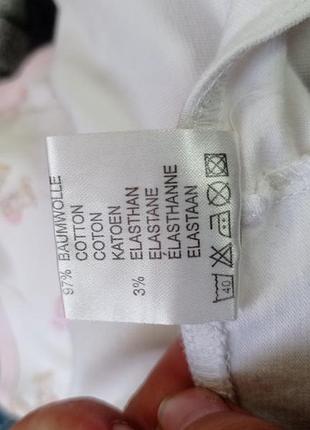 97% BAUMWOLLE
COTTON
COTON
KATOEN
3% ELASTHAN
ELASTANE
ÉLASTHANNE
ELASTAAN
40